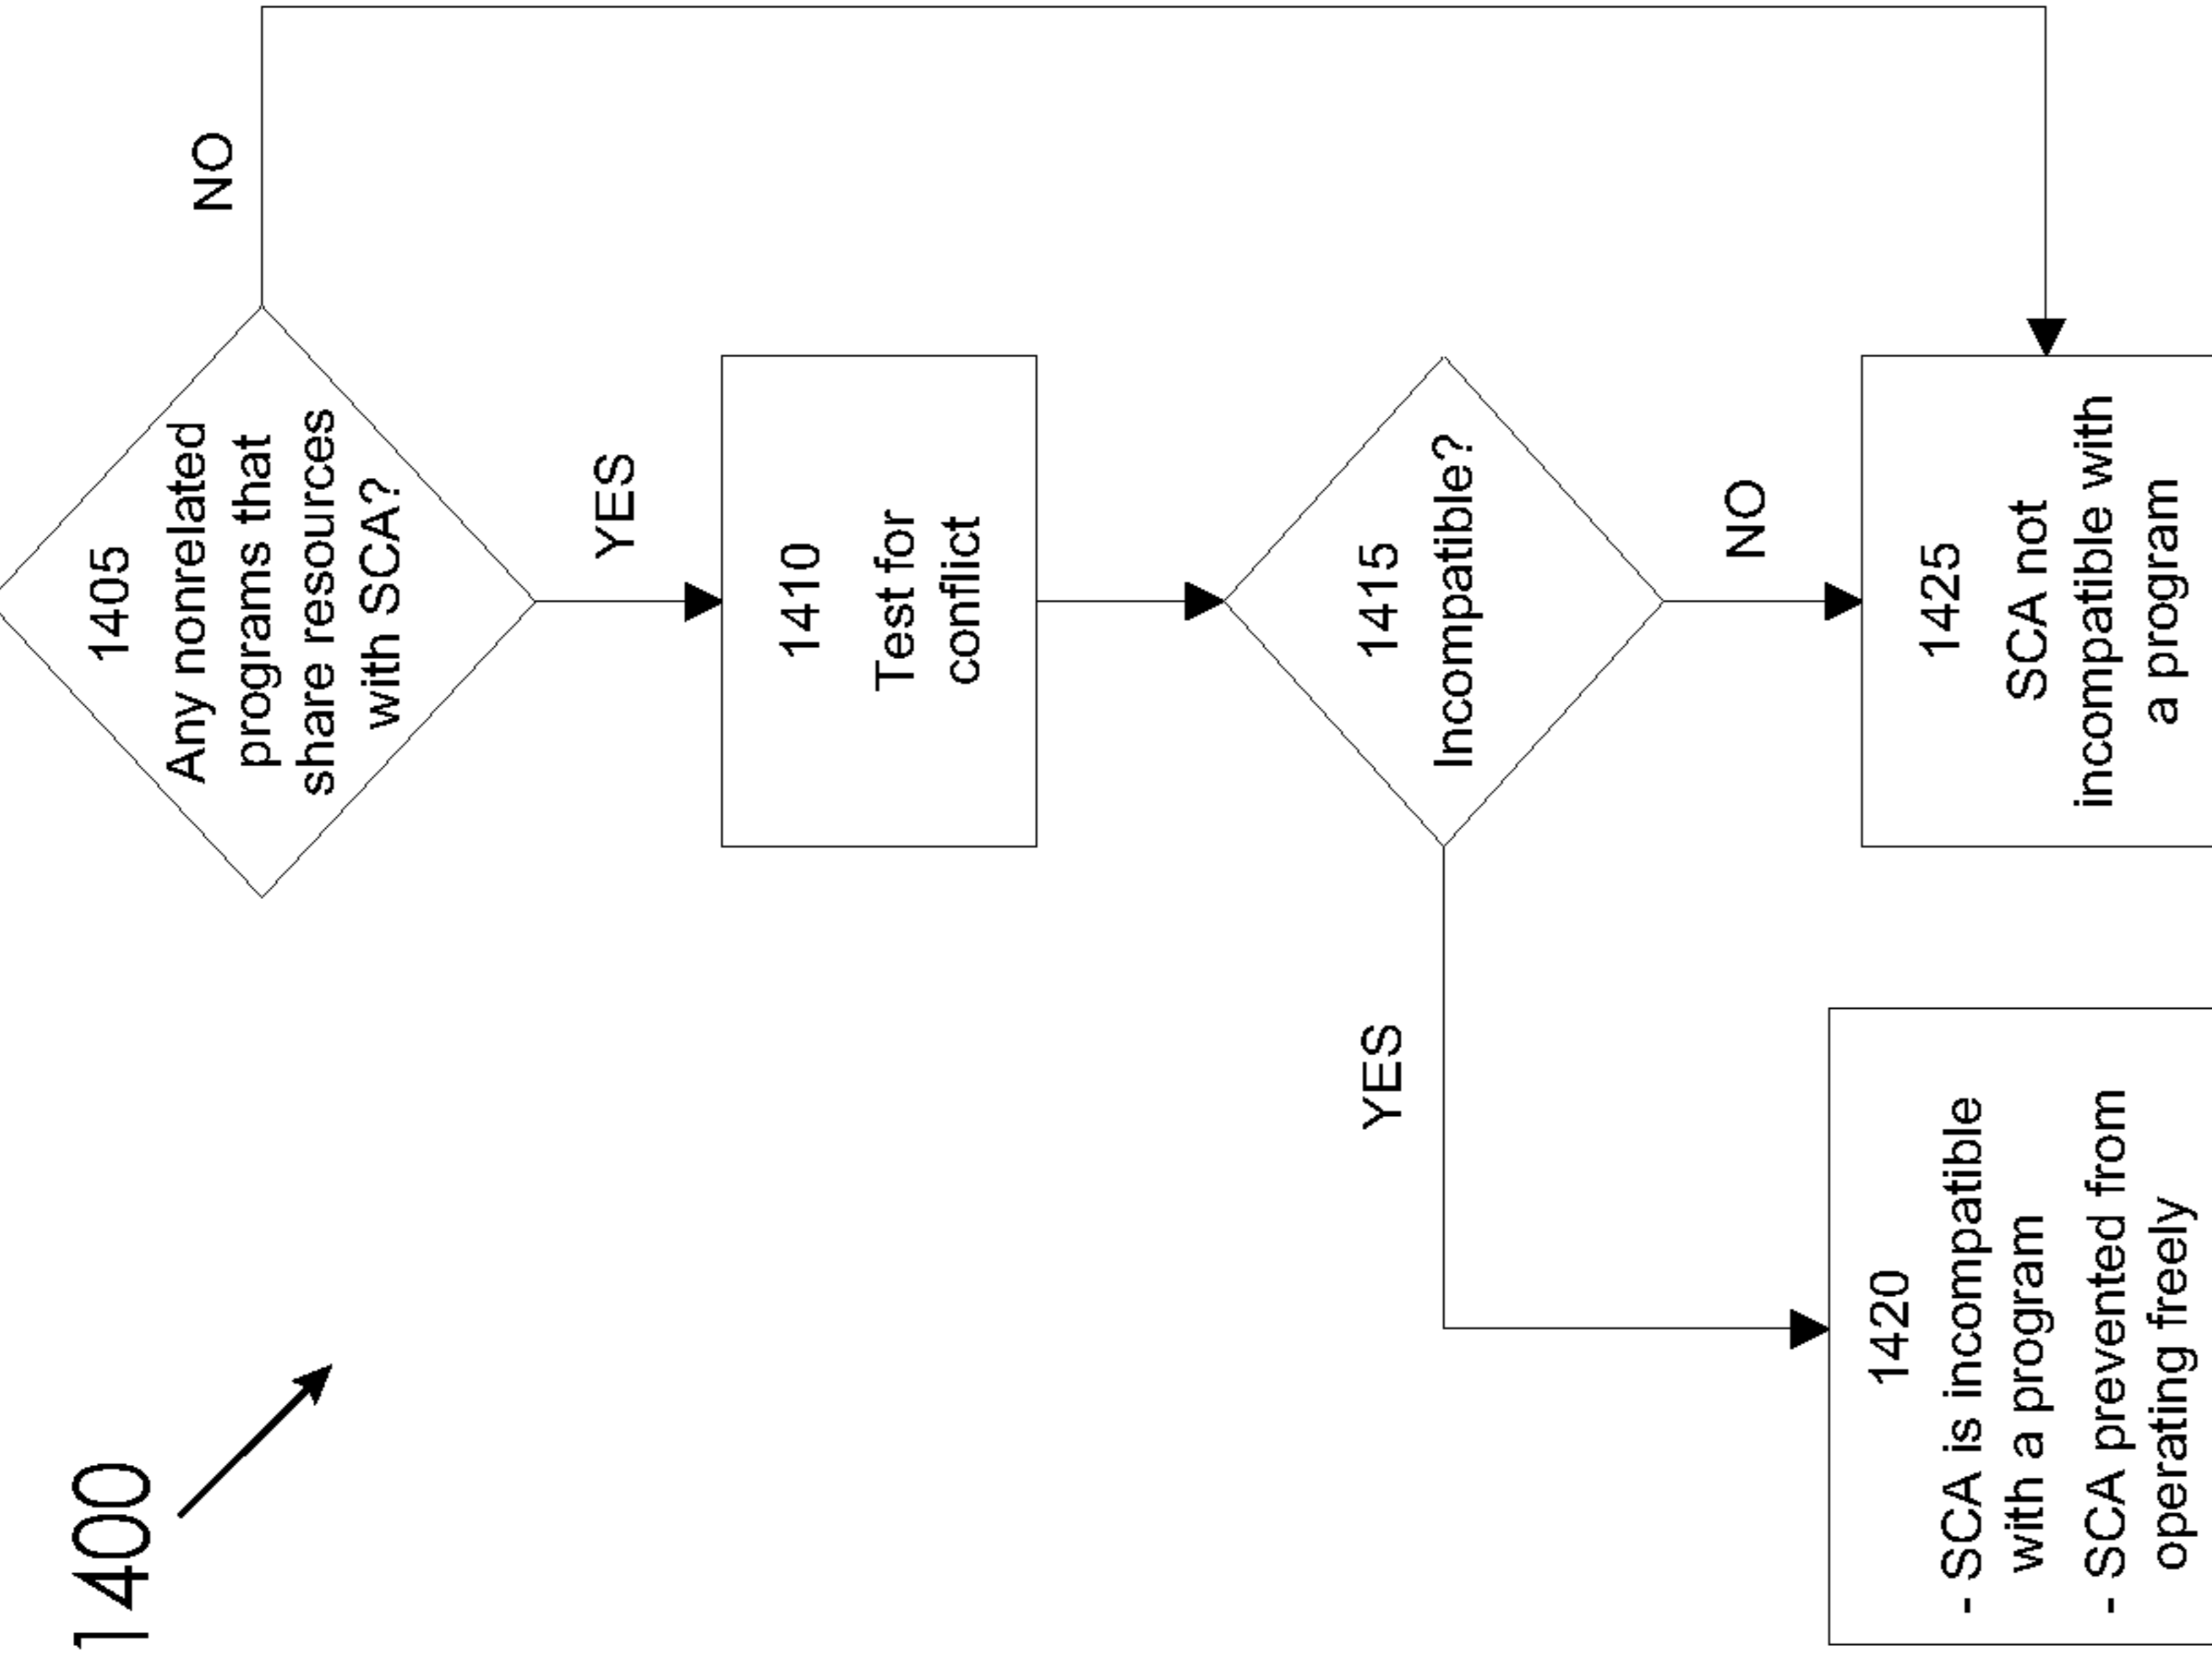 1400
1405
Any nonrelated
programs that
share resources
with SCA?
NO
YES
1410
Test for
conflict
1415
Incompatible?
YES
NO
1420
- SCA is incompatible
with a program
- SCA prevented from
operating freely
1425
SCA not
incompatible with
a program